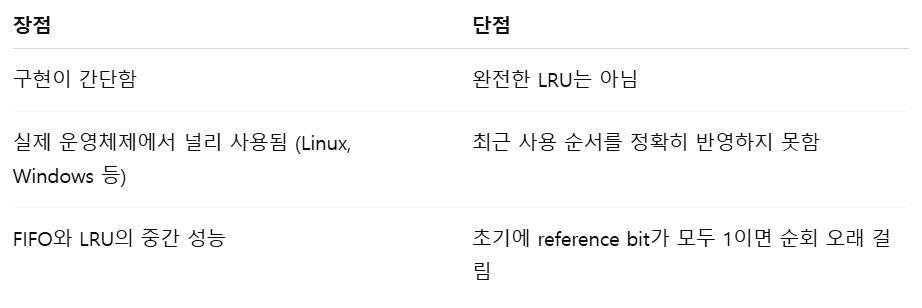 장점 단점
구현이 간단함 완전한 LRU는 아님
실제 운영체제에서 널리 사용됨 (Linux, 최근 사용 순서를 정확히 반영하지 못함
Windows 등)
FIFO와 LRU의 중간 성능 초기에 reference bit가 모두 1이면 순회 오래 걸
림